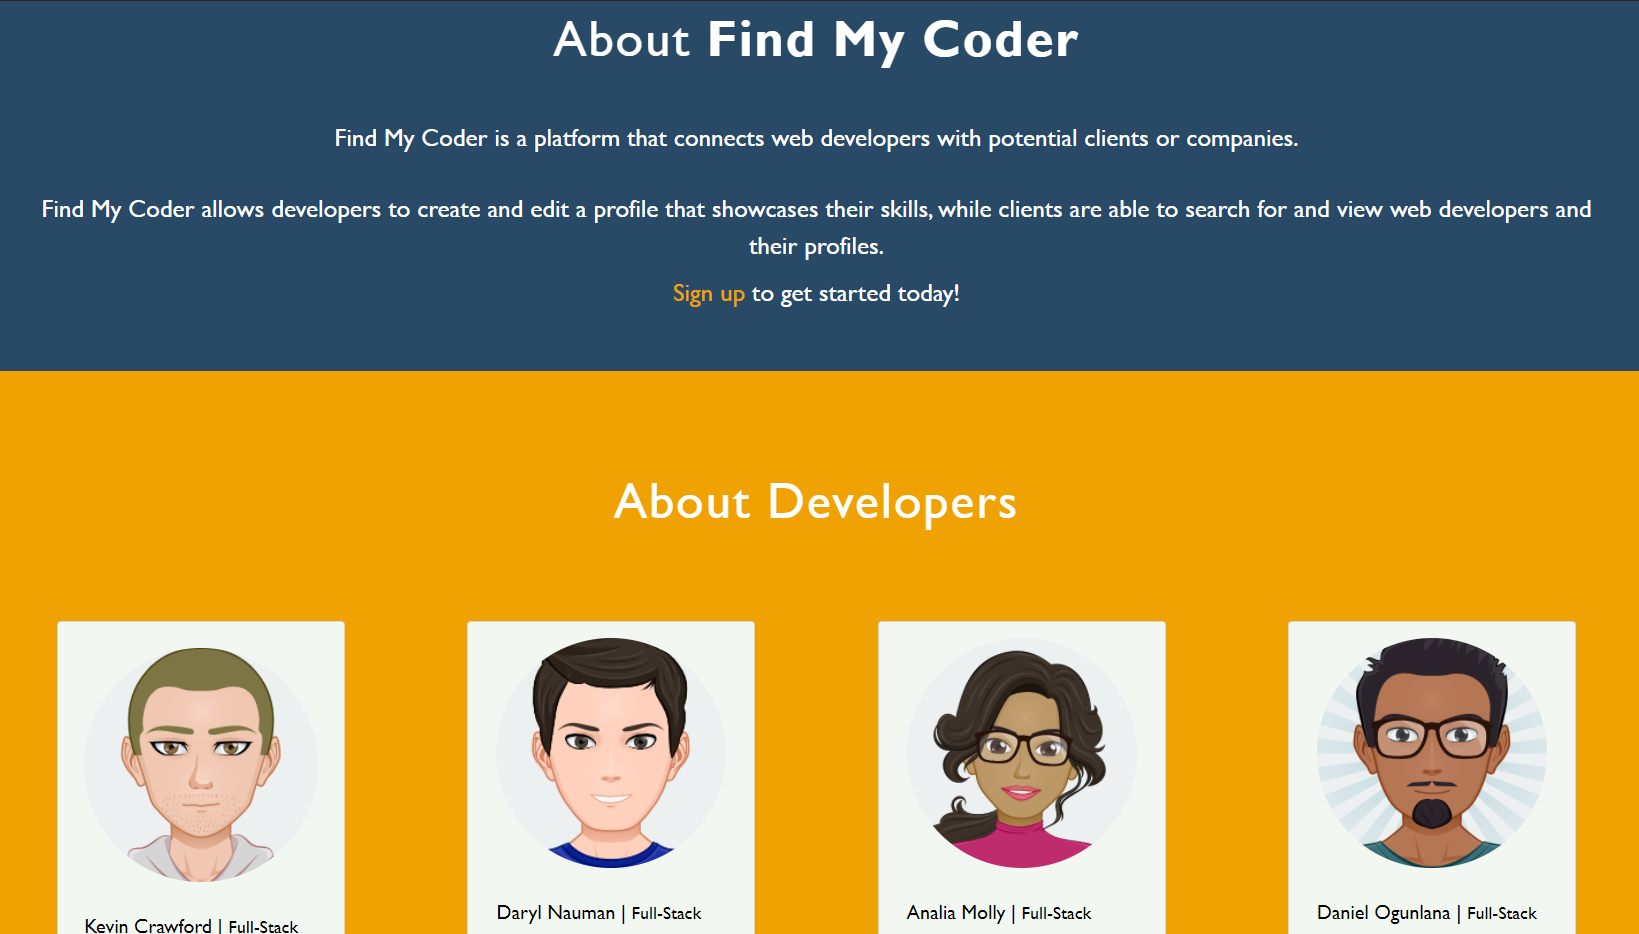 About Find My Coder
Find My Coder is a platform that connects web developers with potential clients or companies.
Find My Coder allows developers to create and edit a profile that showcases their skills, while clients are able to search for and view web developers and
their profiles.
Sign up to get started today!
About Developers
Kevin Crawford | Full-Stack
Daryl Nauman | Full-Stack
Analia Molly | Full-Stack
Daniel Ogunlana | Full-Stack